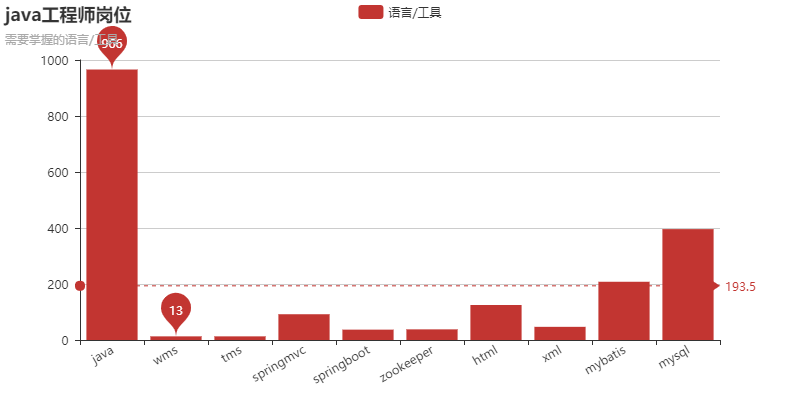 java工程师岗位
语言/工具
需要掌握的语言/工具
966
1000
800
600
400
200
0
13
193.5
java
wms
tms
springmvc
springboot
zookeeper
html
xml
mybatis
mysql